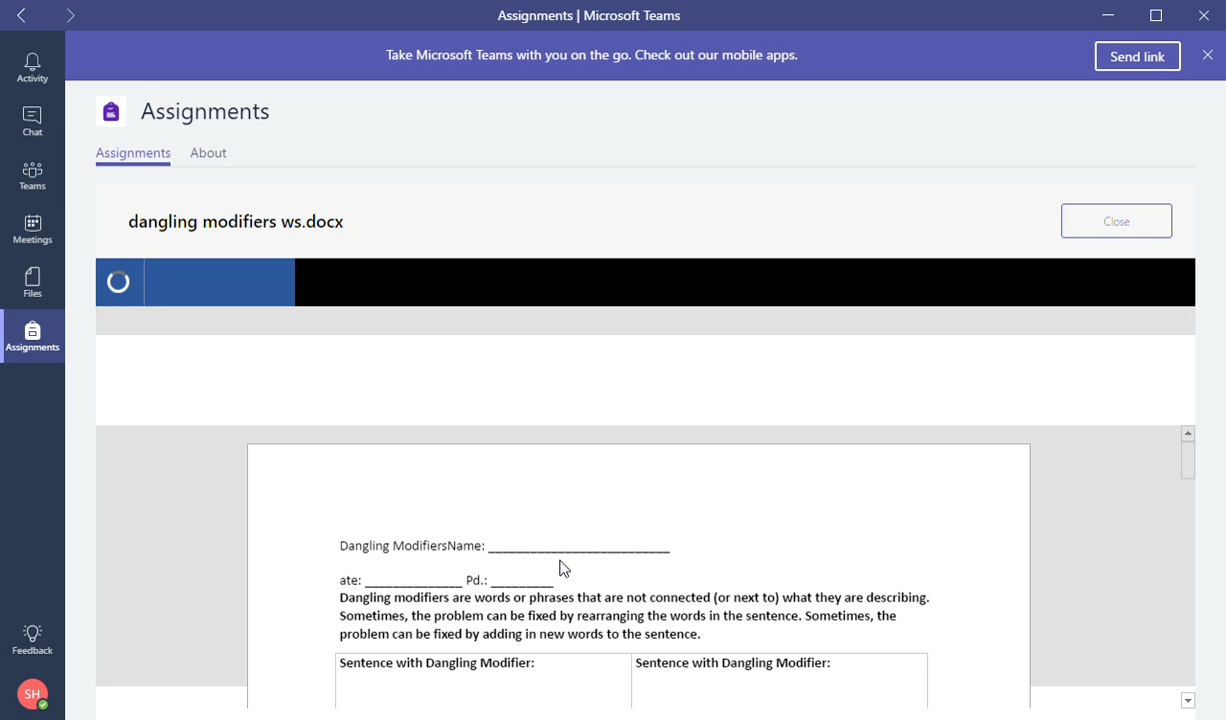 Assignments | Microsoft Teams
Take Microsoft Teams with you on the go. Check out our mobile apps.
Send link
Activity
Chat
Teams
Meetings
Files
Assignments
Feedback
SH
Assignments
Assignments About
dangling modifiers ws.docx
Close
Dangling ModifiersName: __________________________
ate: ______________ Pd.: _________
Dangling modifiers are words or phrases that are not connected (or next to) what they are describing.
Sometimes, the problem can be fixed by rearranging the words in the sentence. Sometimes, the
problem can be fixed by adding in new words to the sentence.
Sentence with Dangling Modifier: Sentence with Dangling Modifier: